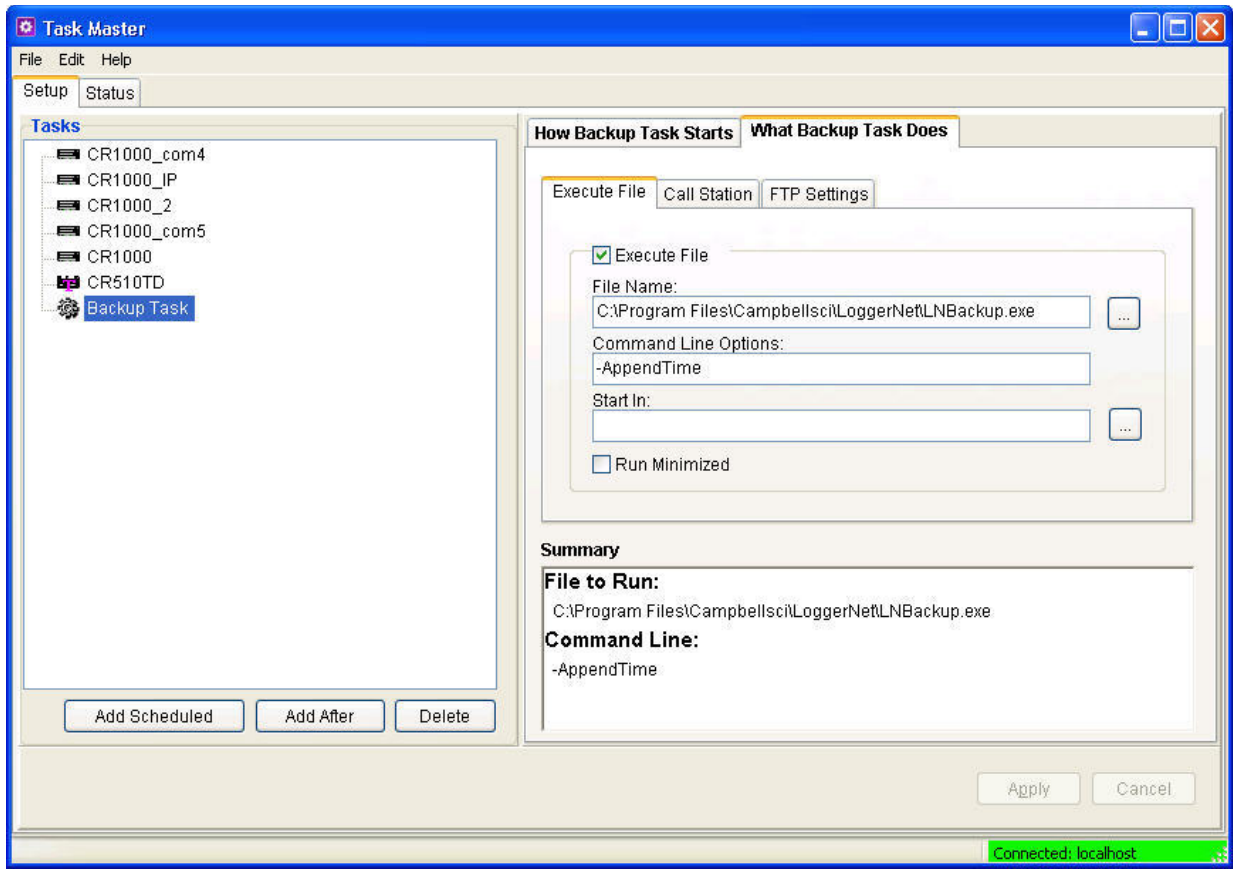 Task Master
File Edit Help
Setup Status
Tasks
CR1000_com4
CR1000_IP
CR1000_2
CR1000_com5
CR1000
CR510TD
Backup Task
Add Scheduled Add After Delete
How Backup Task Starts What Backup Task Does
Execute File Call Station FTP Settings
Execute File
File Name:
C:\Program Files\Campbellsci\LoggerNet\LNBackup.exe
...
Command Line Options:
-AppendTime
Start In:
...
Run Minimized
Summary
File to Run:
C:\Program Files\Campbellsci\LoggerNet\LNBackup.exe
Command Line:
-AppendTime
Apply Cancel
Connected: localhost